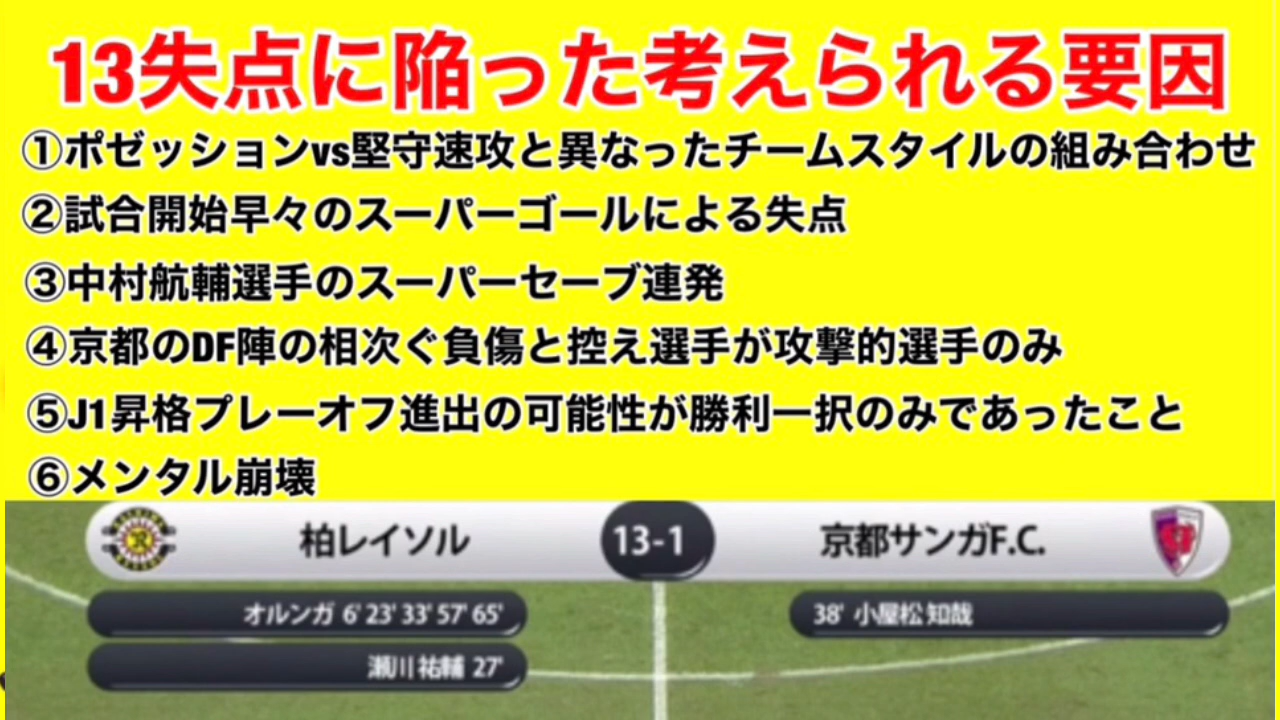 13失点に陥った考えられる要因
①ポゼッションvs堅守速攻と異なったチームスタイルの組み合わせ
②試合開始早々のスーパーゴールによる失点
③中村航輔選手のスーパーセーブ連発
④京都のDF陣の相次ぐ負傷と控え選手が攻撃的選手のみ
⑤J1昇格プレーオフ進出の可能性が勝利一択のみであったこと
⑥メンタル崩壊
柏レイソル 13-1 京都サンガF.C.
オルンガ 6' 23' 33' 57' 65' 38' 小屋松 知哉
瀬川 祐輔 27'